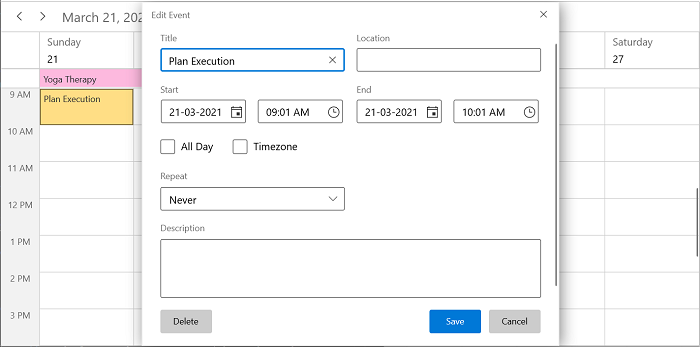 March 21, 202
Edit Event
Sunday
21
Saturday
27
Yoga Therapy
9 AM
Plan Execution
10 AM
11 AM
12 PM
1 PM
2 PM
3 PM
Title
Location
Plan Execution
Start
End
21-03-2021
09:01 AM
21-03-2021
10:01 AM
All Day
Timezone
Repeat
Never
Description
Delete
Save
Cancel